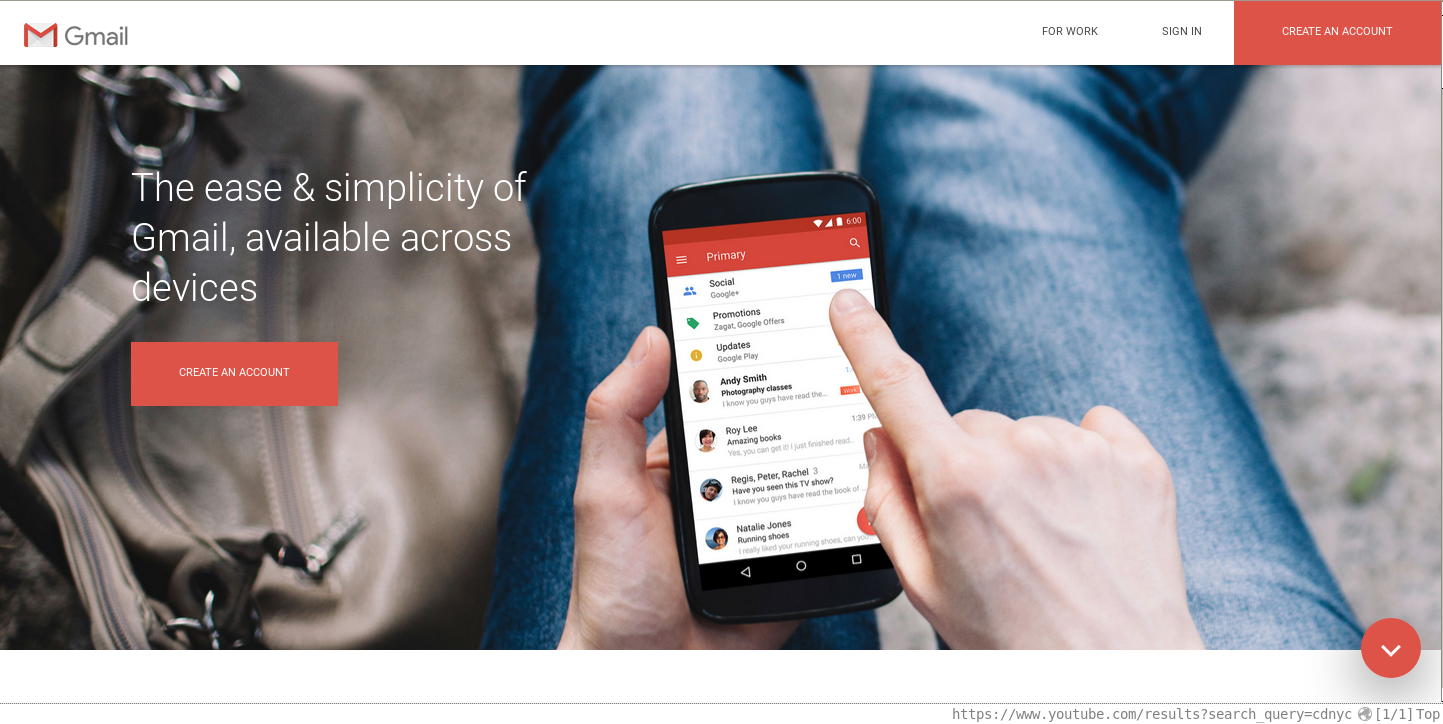 Gmail
FOR WORK
SIGN IN
CREATE AN ACCOUNT
The ease & simplicity of
Gmail, available across
devices
CREATE AN ACCOUNT
6:00
Primary
Social
1 new
Google+
Promotions
Zagat, Google Offers
Updates
Google Play
Andy Smith
Photography classes
I know you guys have read the...
Work
Roy Lee
1:39 PM
Amazing books
Yes, you can get it! I just finished read...
Regis, Peter, Rachel 3
Have you seen this TV show?
I know you guys have read the book of ...
Natalie Jones
Running shoes
I really liked your running shoes, can you
https://www.youtube.com/results?search_query=cdnyc [1/1] Top